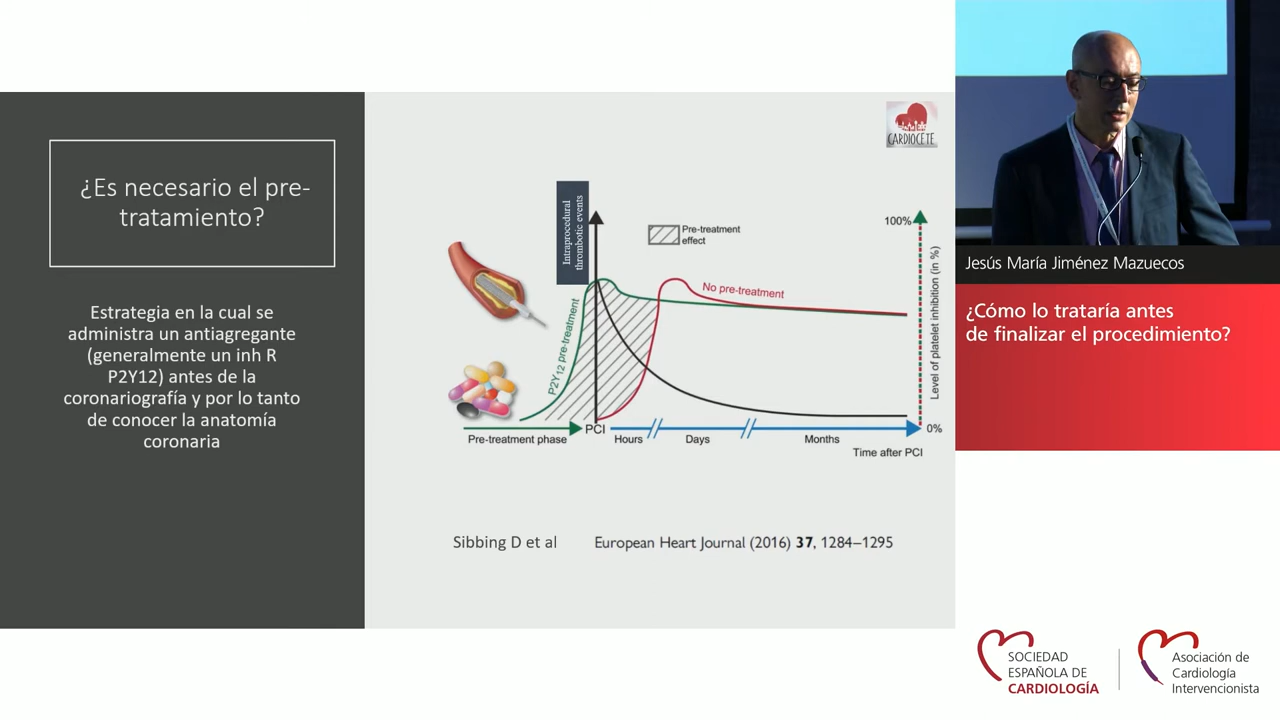 ¿Es necesario el pre-
tratamiento?
Estrategia en la cual se
administra un antiagregante
(generalmente un inh R
P2Y12) antes de la
coronariografía y por lo tanto
de conocer la anatomía
coronaria
CARDIOCETE
Intraprocedural
thrombotic events
Pre-treatment
effect
100%
No pre-treatment
P2Y12 pre-treatment
Level of platelet inhibition (in %)
PCI
0%
Pre-treatment phase
Hours
Days
Months
Time after PCI
Sibbing D et al
European Heart Journal (2016) 37, 1284–1295
Jesús María Jiménez Mazuecos
¿Cómo lo trataría antes
de finalizar el procedimiento?
SOCIEDAD
ESPAÑOLA DE
CARDIOLOGÍA
Asociación de
Cardiología
Intervencionista